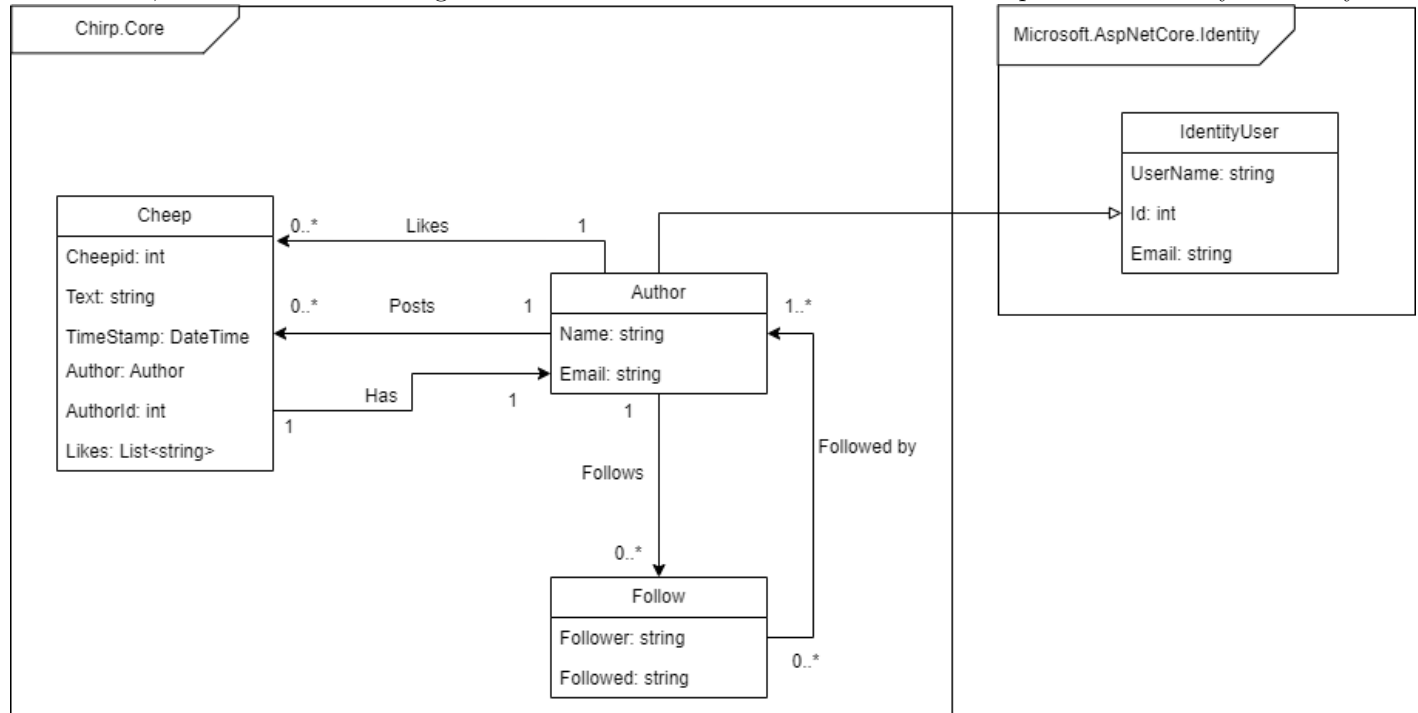 Chirp.Core
Microsoft.AspNetCore.Identity
IdentityUser
UserName: string
Id: int
Email: string
Cheep
Cheepid: int
Text: string
TimeStamp: DateTime
Author: Author
AuthorId: int
Likes: List<string>
0..*
Likes
1
0..*
Posts
1
Has
1
1
Author
Name: string
Email: string
1..*
1
Follows
0..*
Followed by
0..*
Follow
Follower: string
Followed: string